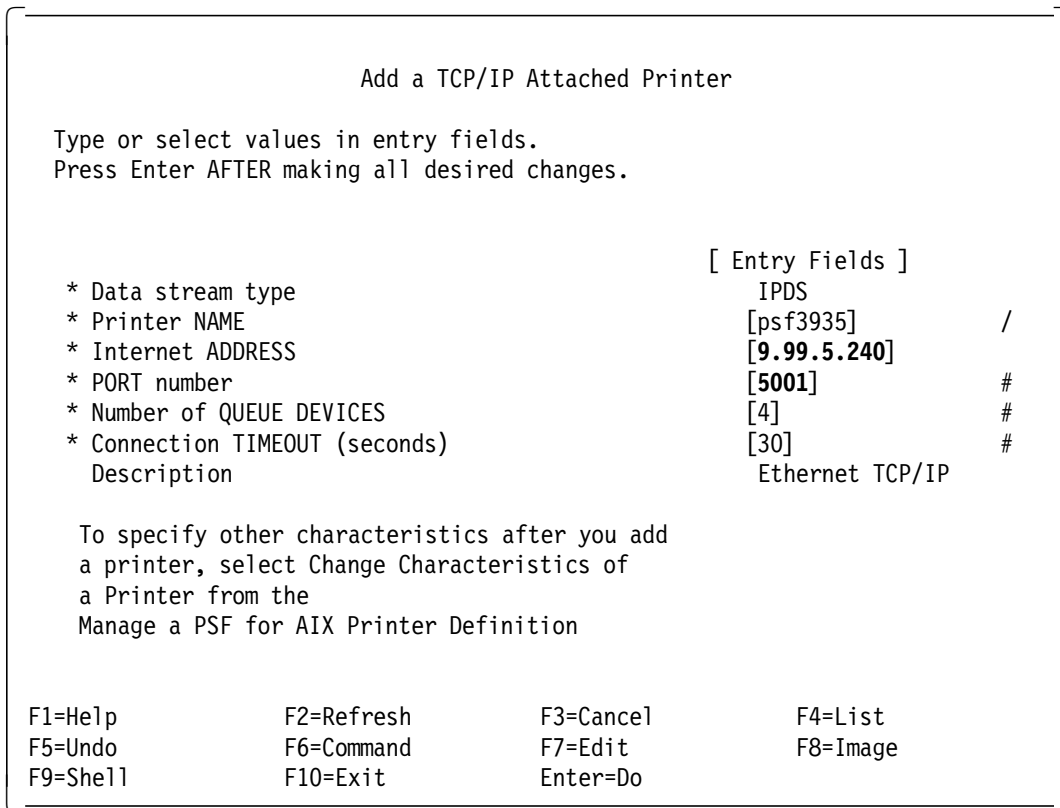 Add a TCP/IP Attached Printer
Type or select values in entry fields.
Press Enter AFTER making all desired changes.
[ Entry Fields ]
* Data stream type IPDS
* Printer NAME [psf3935] /
* Internet ADDRESS [9.99.5.240]
* PORT number [5001] #
* Number of QUEUE DEVICES [4] #
* Connection TIMEOUT (seconds) [30] #
Description Ethernet TCP/IP
To specify other characteristics after you add
a printer, select Change Characteristics of
a Printer from the
Manage a PSF for AIX Printer Definition
F1=Help F2=Refresh F3=Cancel F4=List
F5=Undo F6=Command F7=Edit F8=Image
F9=Shell F10=Exit Enter=Do